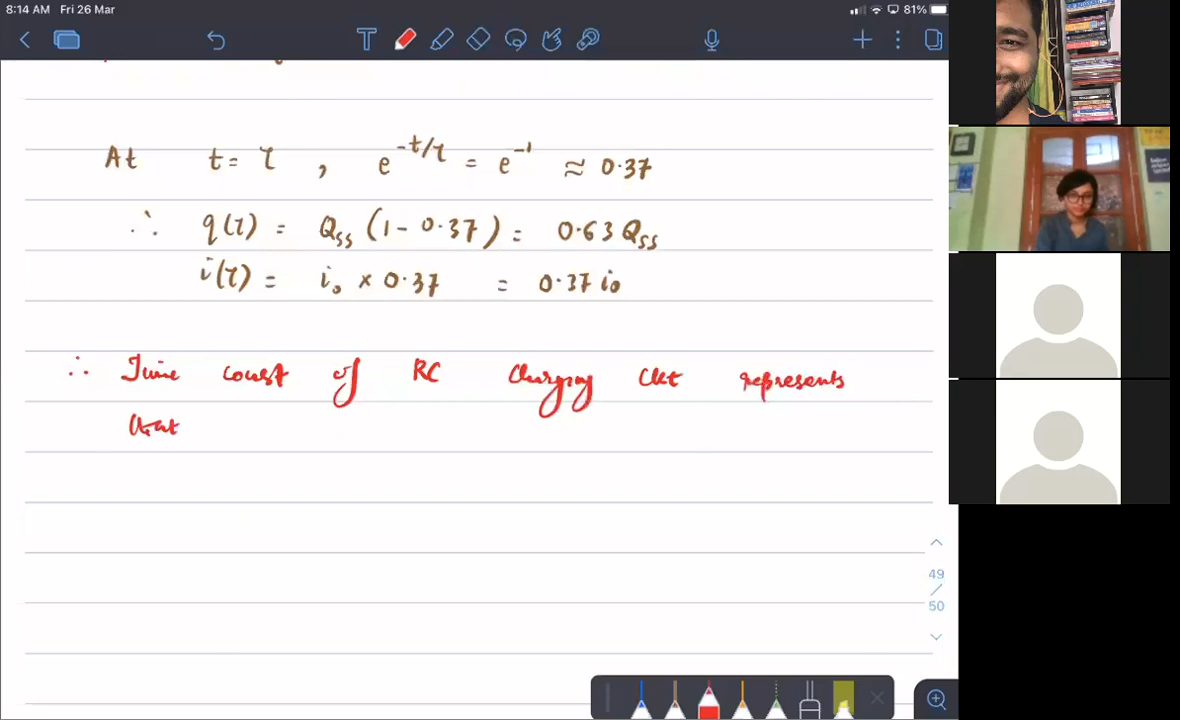 8:14 AM Fri 26 Mar
81%
At t = τ , e^{-t/τ} = e^{-1} ≈ 0.37
∴ q(τ) = Qss (1 - 0.37) = 0.63 Qss
i(τ) = i₀ × 0.37 = 0.37 i₀
∴ Time const of RC charging ckt represents
that
49
/
50